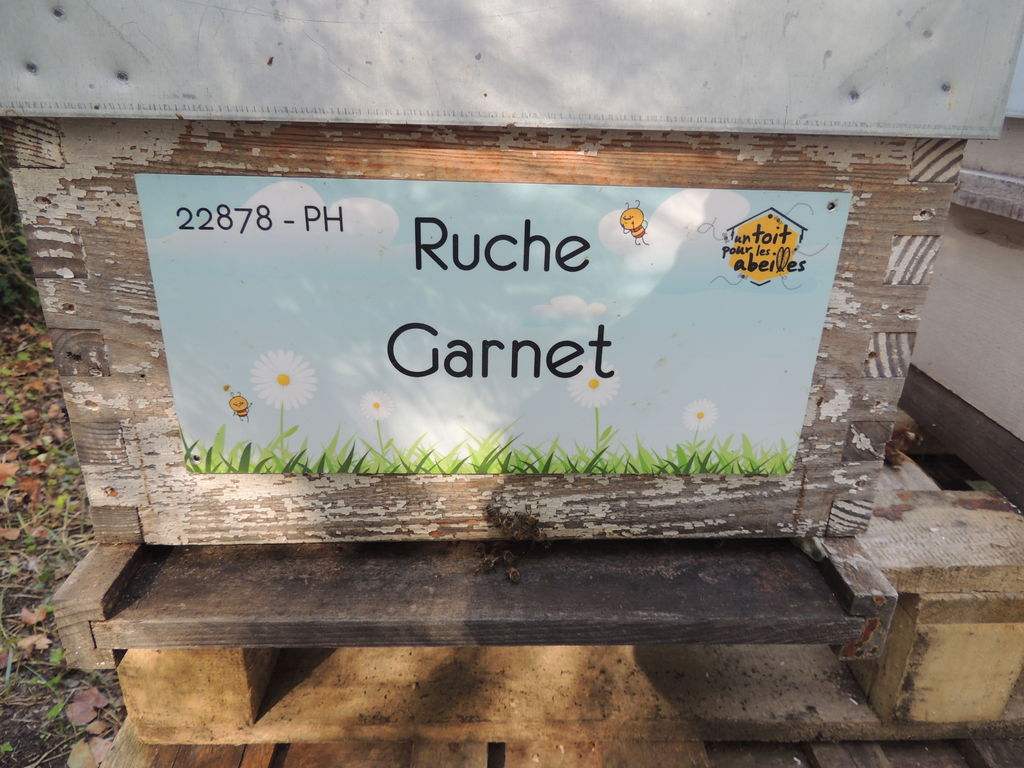 22878 - PH
Ruche
Garnet
un toit
pour les
abeilles